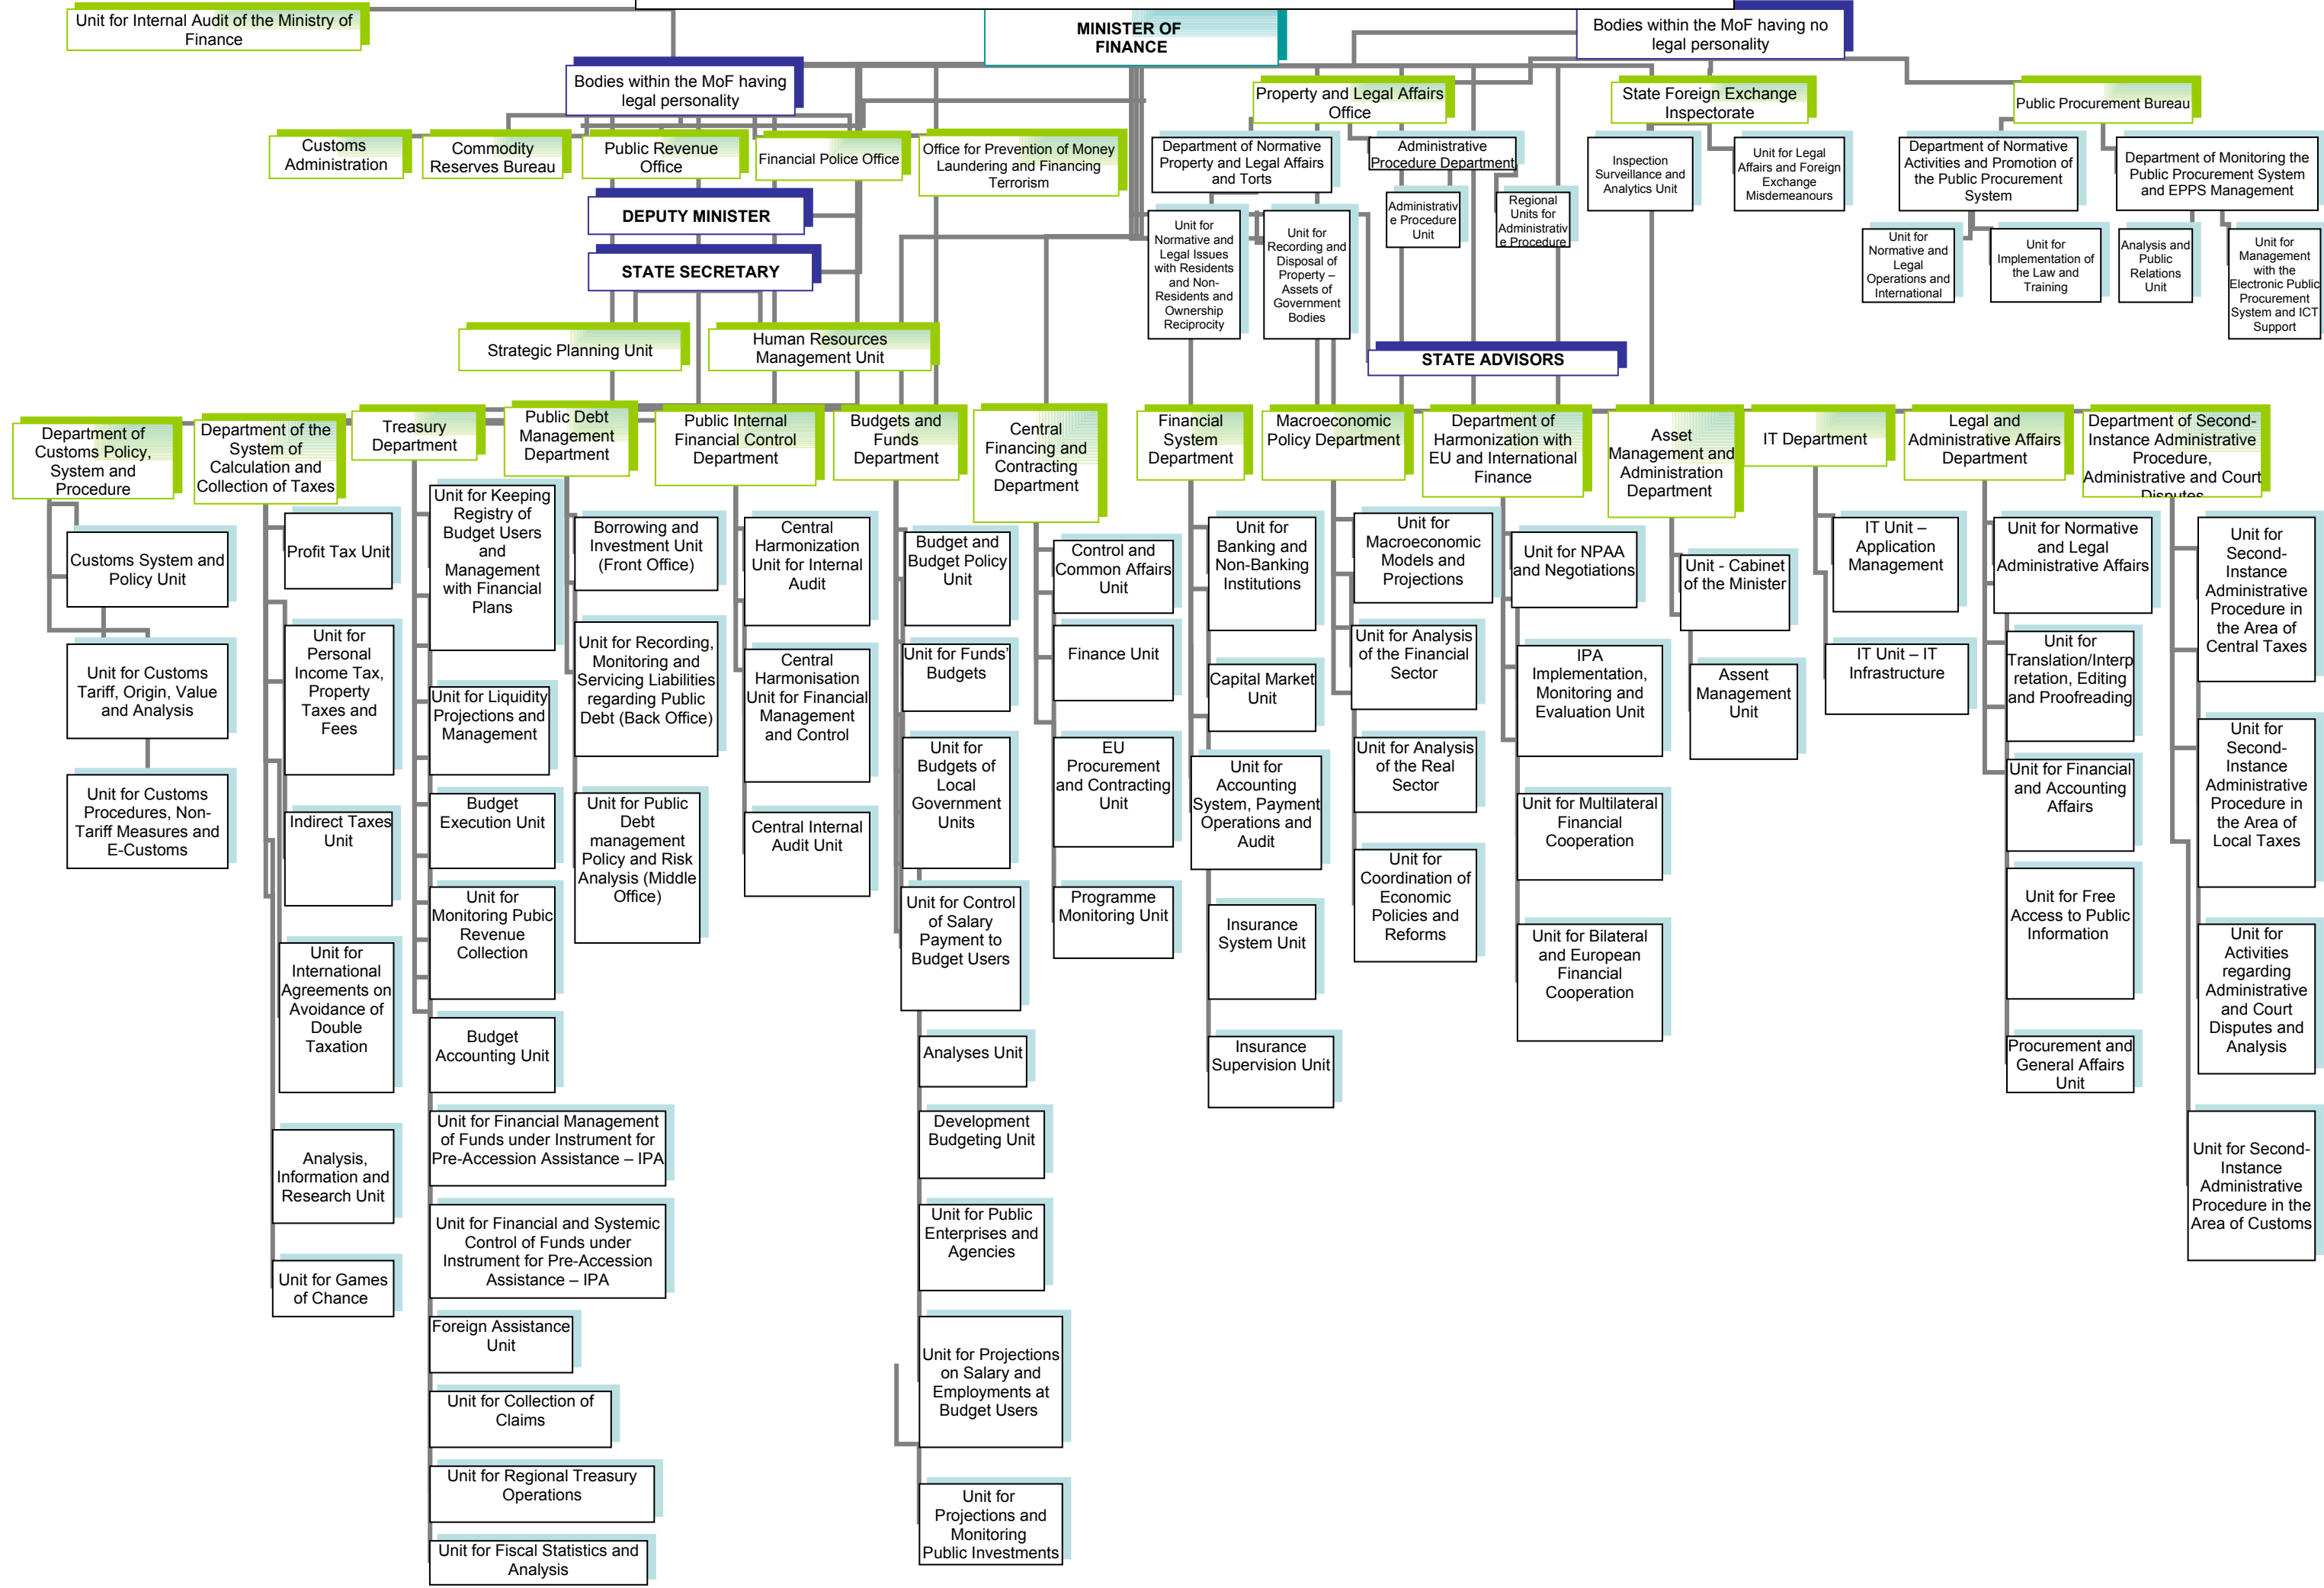 Unit for Internal Audit of the Ministry of
Finance
MINISTER OF
FINANCE
Bodies within the MoF having no
legal personality
Bodies within the MoF having
legal personality
Property and Legal Affairs
Office
State Foreign Exchange
Inspectorate
Public Procurement Bureau
Customs
Administration
Commodity
Reserves Bureau
Public Revenue
Office
Financial Police Office
Office for Prevention of Money
Laundering and Financing
Terrorism
Department of Normative
Property and Legal Affairs
and Torts
Administrative
Procedure Department
Inspection
Surveillance and
Analytics Unit
Unit for Legal
Affairs and Foreign
Exchange
Misdemeanours
Department of Normative
Activities and Promotion of
the Public Procurement
System
Department of Monitoring the
Public Procurement System
and EPPS Management
DEPUTY MINISTER
STATE SECRETARY
Unit for
Normative and
Legal Issues
with Residents
and Non-
Residents and
Ownership
Reciprocity
Unit for
Recording and
Disposal of
Property –
Assets of
Government
Bodies
Administrativ
e Procedure
Unit
Regional
Units for
Administrativ
e Procedure
Unit for
Normative and
Legal
Operations and
International
Unit for
Implementation of
the Law and
Training
Analysis and
Public
Relations
Unit
Unit for
Management
with the
Electronic Public
Procurement
System and ICT
Support
Strategic Planning Unit
Human Resources
Management Unit
STATE ADVISORS
Department of
Customs Policy,
System and
Procedure
Department of the
System of
Calculation and
Collection of Taxes
Treasury
Department
Public Debt
Management
Department
Public Internal
Financial Control
Department
Budgets and
Funds
Department
Central
Financing and
Contracting
Department
Financial
System
Department
Macroeconomic
Policy Department
Department of
Harmonization with
EU and International
Finance
Asset
Management and
Administration
Department
IT Department
Legal and
Administrative Affairs
Department
Department of Second-
Instance Administrative
Procedure,
Administrative and Court
Disputes
Customs System and
Policy Unit
Unit for Customs
Tariff, Origin, Value
and Analysis
Unit for Customs
Procedures, Non-
Tariff Measures and
E-Customs
Profit Tax Unit
Unit for
Personal
Income Tax,
Property
Taxes and
Fees
Indirect Taxes
Unit
Unit for
International
Agreements on
Avoidance of
Double
Taxation
Analysis,
Information and
Research Unit
Unit for Games
of Chance
Unit for Keeping
Registry of
Budget Users
and
Management
with Financial
Plans
Unit for Liquidity
Projections and
Management
Budget
Execution Unit
Unit for
Monitoring Pubic
Revenue
Collection
Budget
Accounting Unit
Unit for Financial Management
of Funds under Instrument for
Pre-Accession Assistance – IPA
Unit for Financial and Systemic
Control of Funds under
Instrument for Pre-Accession
Assistance – IPA
Foreign Assistance
Unit
Unit for Collection of
Claims
Unit for Regional Treasury
Operations
Unit for Fiscal Statistics and
Analysis
Borrowing and
Investment Unit
(Front Office)
Unit for Recording,
Monitoring and
Servicing Liabilities
regarding Public
Debt (Back Office)
Unit for Public
Debt
management
Policy and Risk
Analysis (Middle
Office)
Central
Harmonization
Unit for Internal
Audit
Central
Harmonisation
Unit for Financial
Management
and Control
Central Internal
Audit Unit
Budget and
Budget Policy
Unit
Unit for Funds'
Budgets
Unit for
Budgets of
Local
Government
Units
Unit for Control
of Salary
Payment to
Budget Users
Analyses Unit
Development
Budgeting Unit
Unit for Public
Enterprises and
Agencies
Unit for Projections
on Salary and
Employments at
Budget Users
Unit for
Projections and
Monitoring
Public Investments
Control and
Common Affairs
Unit
Finance Unit
EU
Procurement
and Contracting
Unit
Programme
Monitoring Unit
Unit for
Banking and
Non-Banking
Institutions
Capital Market
Unit
Unit for
Accounting
System, Payment
Operations and
Audit
Insurance
System Unit
Insurance
Supervision Unit
Unit for
Macroeconomic
Models and
Projections
Unit for Analysis
of the Financial
Sector
Unit for Analysis
of the Real
Sector
Unit for
Coordination of
Economic
Policies and
Reforms
Unit for NPAA
and Negotiations
IPA
Implementation,
Monitoring and
Evaluation Unit
Unit for Multilateral
Financial
Cooperation
Unit for Bilateral
and European
Financial
Cooperation
Unit - Cabinet
of the Minister
Assent
Management
Unit
IT Unit –
Application
Management
IT Unit – IT
Infrastructure
Unit for Normative
and Legal
Administrative Affairs
Unit for
Translation/Interp
retation, Editing
and Proofreading
Unit for Financial
and Accounting
Affairs
Unit for Free
Access to Public
Information
Procurement and
General Affairs
Unit
Unit for
Second-
Instance
Administrative
Procedure in
the Area of
Central Taxes
Unit for
Second-
Instance
Administrative
Procedure in
the Area of
Local Taxes
Unit for
Activities
regarding
Administrative
and Court
Disputes and
Analysis
Unit for Second-
Instance
Administrative
Procedure in the
Area of Customs